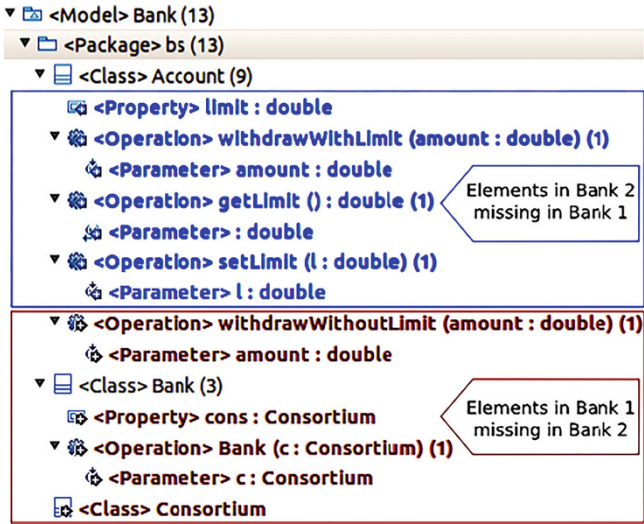 <Model> Bank (13)
<Package> bs (13)
<Class> Account (9)
<Property> limit : double
<Operation> withdrawWithLimit (amount : double) (1)
<Parameter> amount : double
<Operation> getLimit () : double (1)
<Parameter> : double
<Operation> setLimit (l : double) (1)
<Parameter> l : double
Elements in Bank 2
missing in Bank 1
<Operation> withdrawWithoutLimit (amount : double) (1)
<Parameter> amount : double
<Class> Bank (3)
<Property> cons : Consortium
<Operation> Bank (c : Consortium) (1)
<Parameter> c : Consortium
<Class> Consortium
Elements in Bank 1
missing in Bank 2